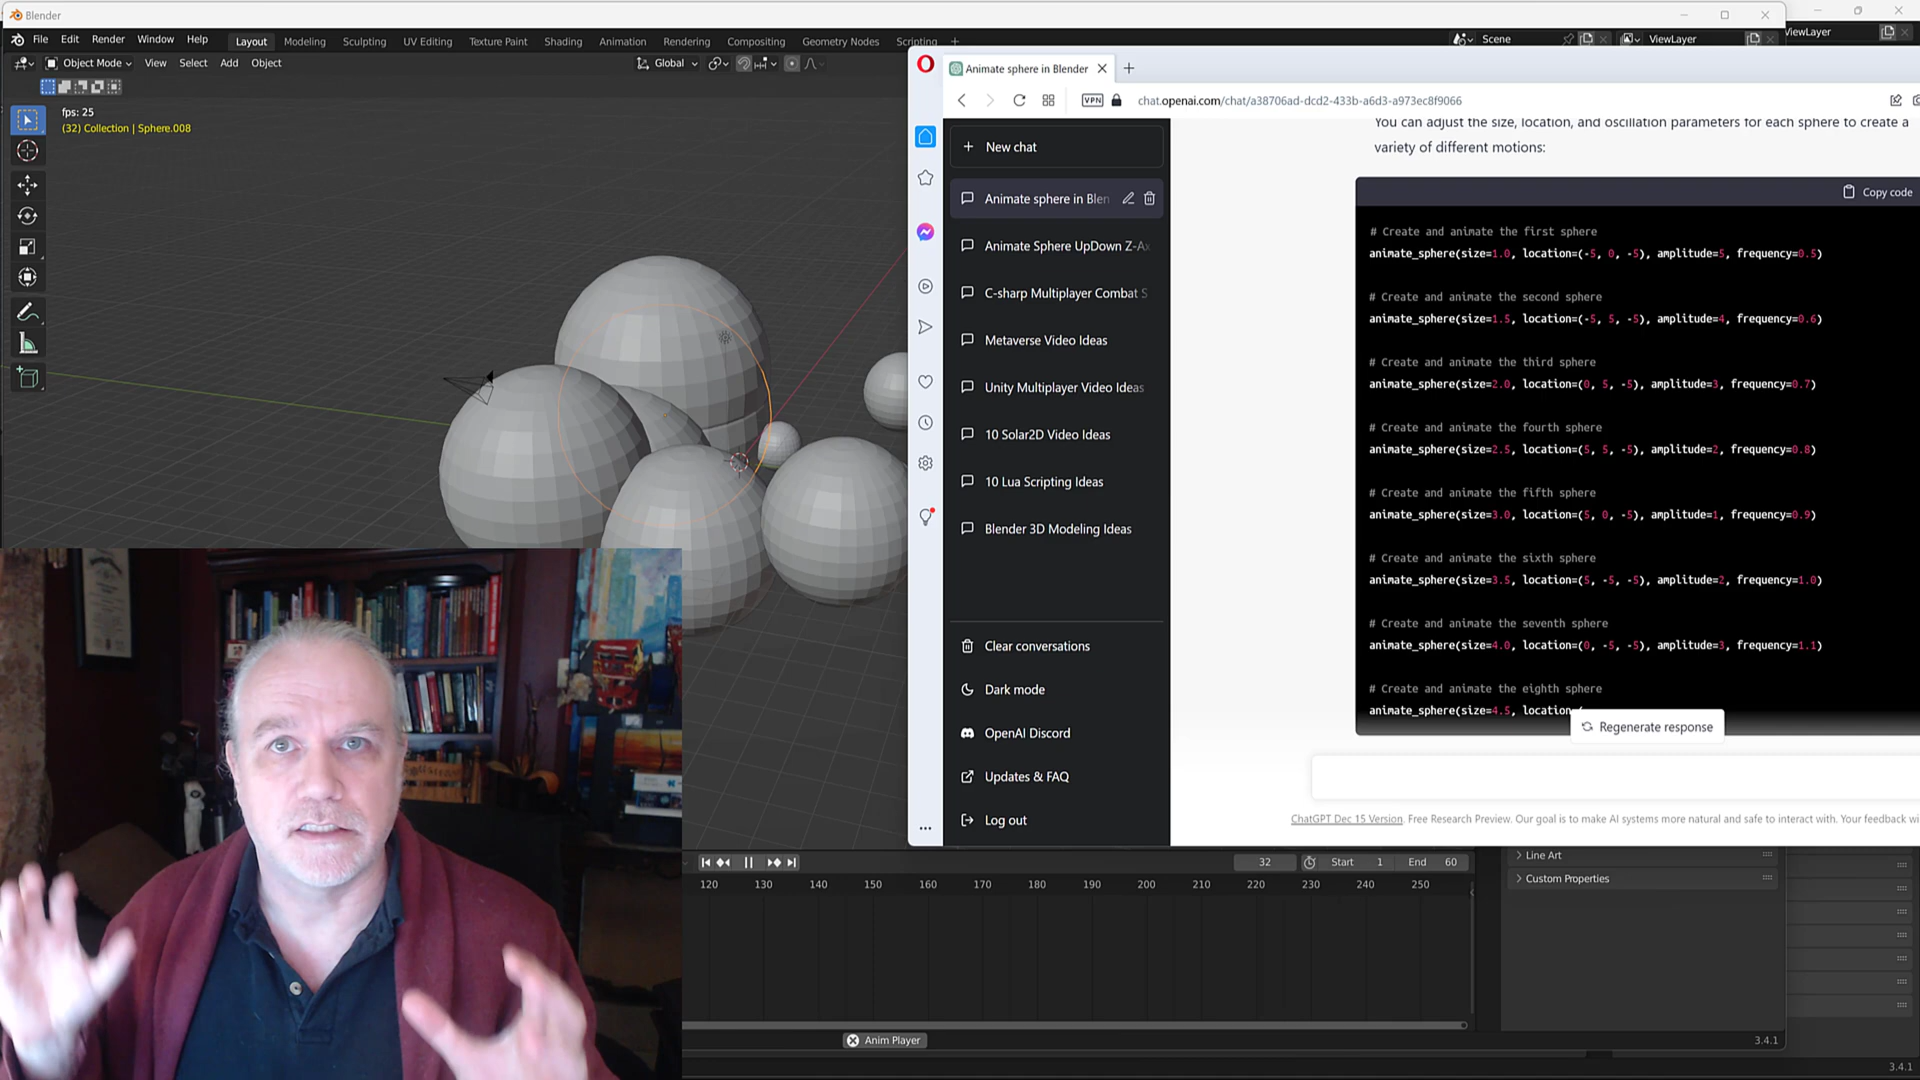 Blender
File Edit Render Window Help
Layout Modeling Sculpting UV Editing Texture Paint Shading Animation Rendering Compositing Geometry Nodes Scripting +
Scene
ViewLayer
ViewLayer
Object Mode View Select Add Object
Global
fps: 25
(32) Collection | Sphere.008
Animate sphere in Blender
VPN
chat.openai.com/chat/a38706ad-dcd2-433b-a6d3-a973ec8f9066
New chat
Animate sphere in Blen
Animate Sphere UpDown Z-Ax
C-sharp Multiplayer Combat S
Metaverse Video Ideas
Unity Multiplayer Video Ideas
10 Solar2D Video Ideas
10 Lua Scripting Ideas
Blender 3D Modeling Ideas
Clear conversations
Dark mode
OpenAI Discord
Updates & FAQ
Log out
You can adjust the size, location, and oscillation parameters for each sphere to create a
variety of different motions:
Copy code
# Create and animate the first sphere
animate_sphere(size=1.0, location=(-5, 0, -5), amplitude=5, frequency=0.5)
# Create and animate the second sphere
animate_sphere(size=1.5, location=(-5, 5, -5), amplitude=4, frequency=0.6)
# Create and animate the third sphere
animate_sphere(size=2.0, location=(0, 5, -5), amplitude=3, frequency=0.7)
# Create and animate the fourth sphere
animate_sphere(size=2.5, location=(5, 5, -5), amplitude=2, frequency=0.8)
# Create and animate the fifth sphere
animate_sphere(size=3.0, location=(5, 0, -5), amplitude=1, frequency=0.9)
# Create and animate the sixth sphere
animate_sphere(size=3.5, location=(5, -5, -5), amplitude=2, frequency=1.0)
# Create and animate the seventh sphere
animate_sphere(size=4.0, location=(0, -5, -5), amplitude=3, frequency=1.1)
# Create and animate the eighth sphere
animate_sphere(size=4.5, location=(
Regenerate response
ChatGPT Dec 15 Version. Free Research Preview. Our goal is to make AI systems more natural and safe to interact with. Your feedback wi
32 Start 1 End 60
120 130 140 150 160 170 180 190 200 210 220 230 240 250
Line Art
Custom Properties
Anim Player
3.4.1
3.4.1